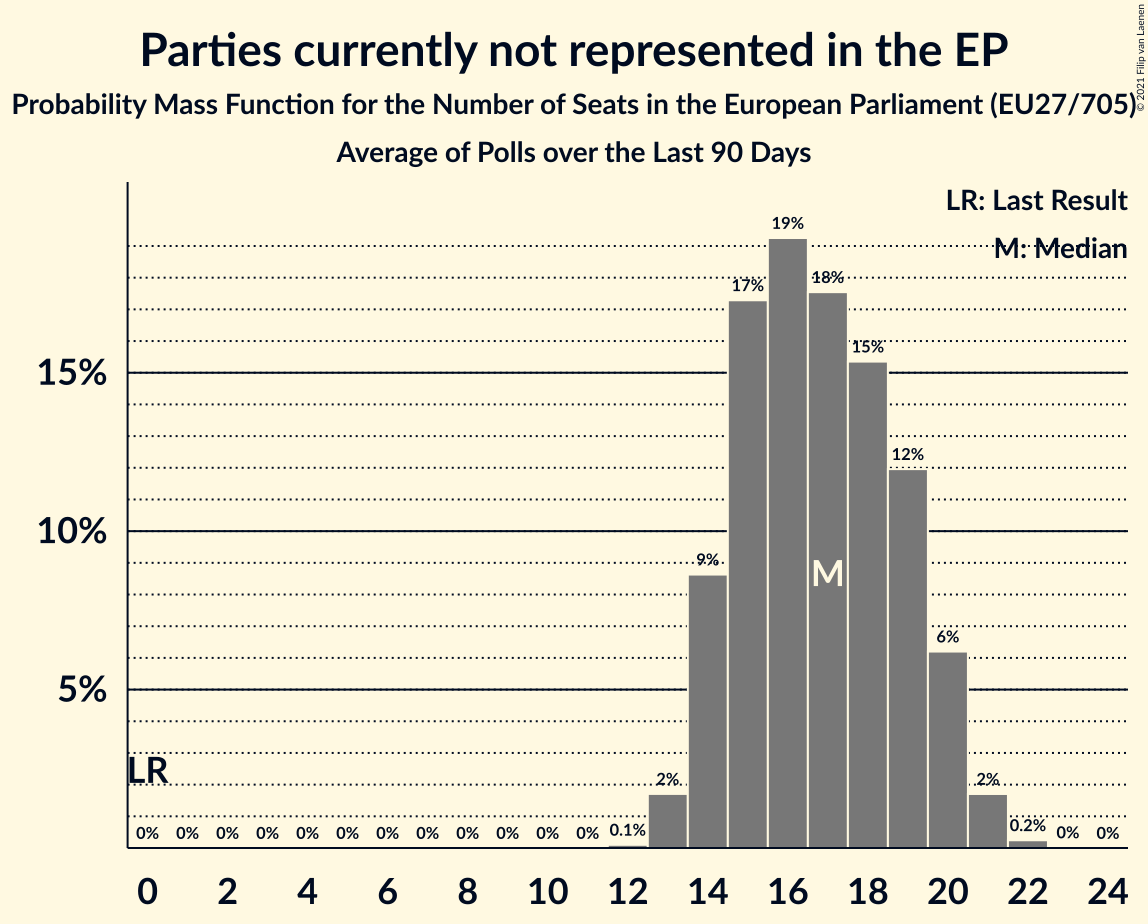 Parties currently not represented in the EP
Probability Mass Function for the Number of Seats in the European Parliament (EU27/705)
Average of Polls over the Last 90 Days
© 2021 Filip van Laenen
LR: Last Result
M: Median
15%
10%
5%
LR
M
0% 0% 0% 0% 0% 0% 0% 0% 0% 0% 0% 0% 0.1% 2% 9% 17% 19% 18% 15% 12% 6% 2% 0.2% 0% 0%
0 2 4 6 8 10 12 14 16 18 20 22 24